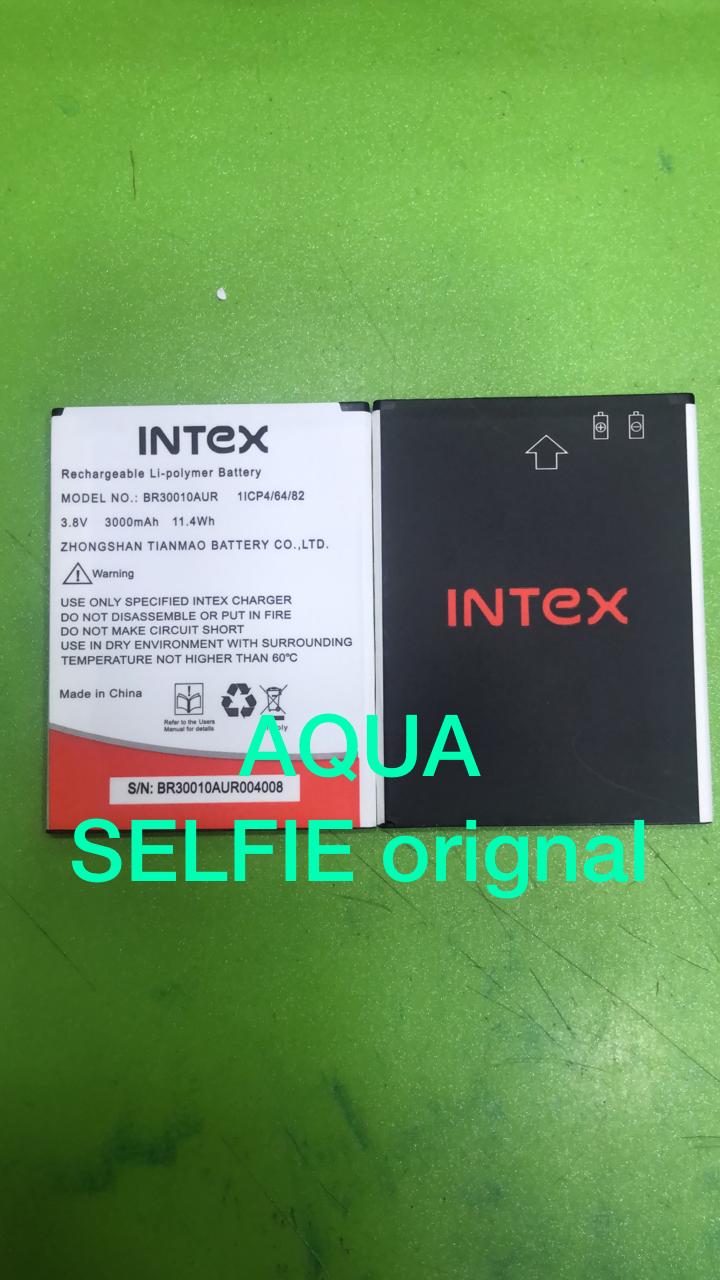 INTEX
Rechargeable Li-polymer Battery
MODEL NO.: BR30010AUR 1ICP4/64/82
3.8V 3000mAh 11.4Wh
ZHONGSHAN TIANMAO BATTERY CO.,LTD.
Warning
USE ONLY SPECIFIED INTEX CHARGER
DO NOT DISASSEMBLE OR PUT IN FIRE
DO NOT MAKE CIRCUIT SHORT
USE IN DRY ENVIRONMENT WITH SURROUNDING
TEMPERATURE NOT HIGHER THAN 60℃
Made in China
Refer to the Users
Manual for details
S/N: BR30010AUR004008
INTEX
AQUA
SELFIE orignal